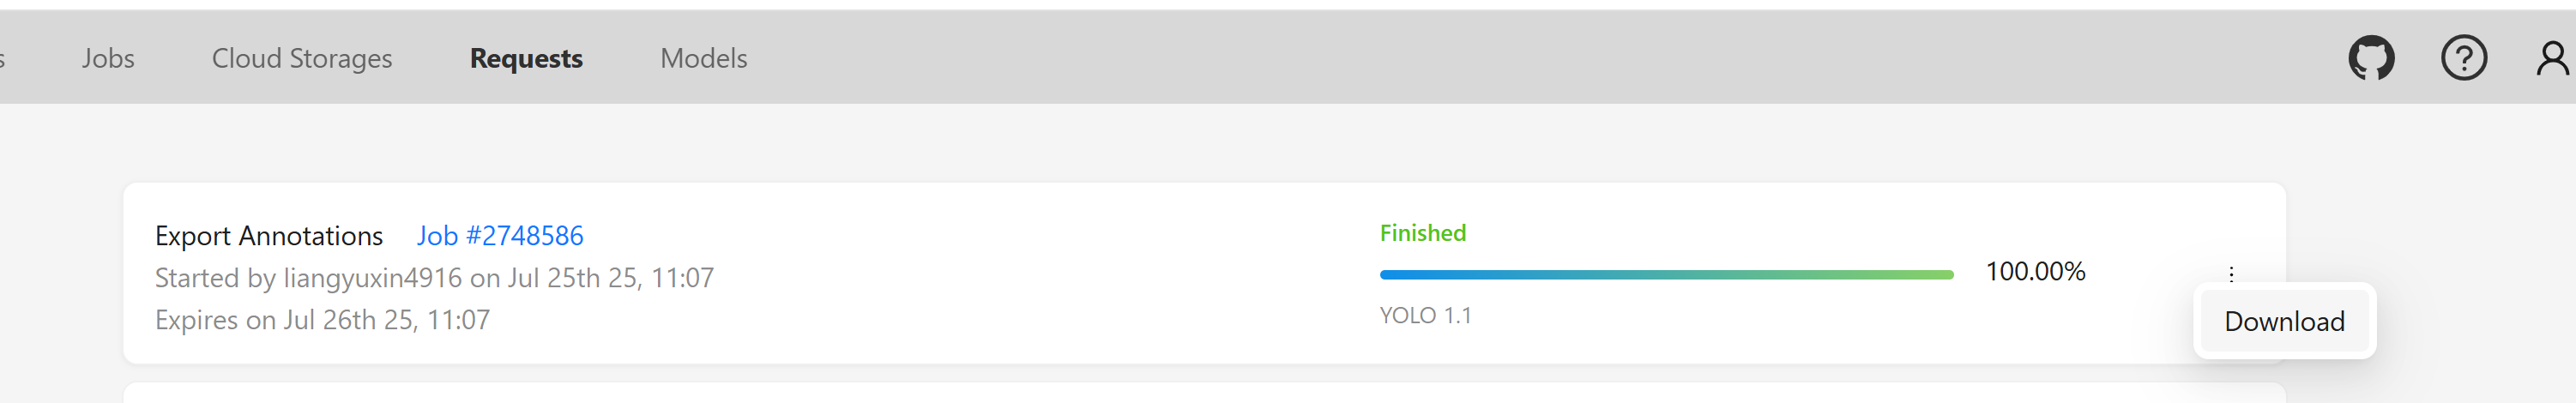 s Jobs Cloud Storages Requests Models
Export Annotations Job #2748586
Started by liangyuxin4916 on Jul 25th 25, 11:07
Expires on Jul 26th 25, 11:07
Finished
100.00%
YOLO 1.1
Download